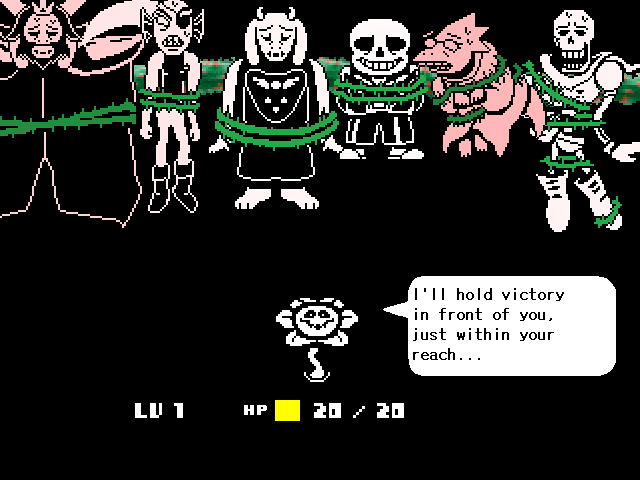 I'll hold victory
in front of you,
just within your
reach...
LV 1 HP 20 / 20